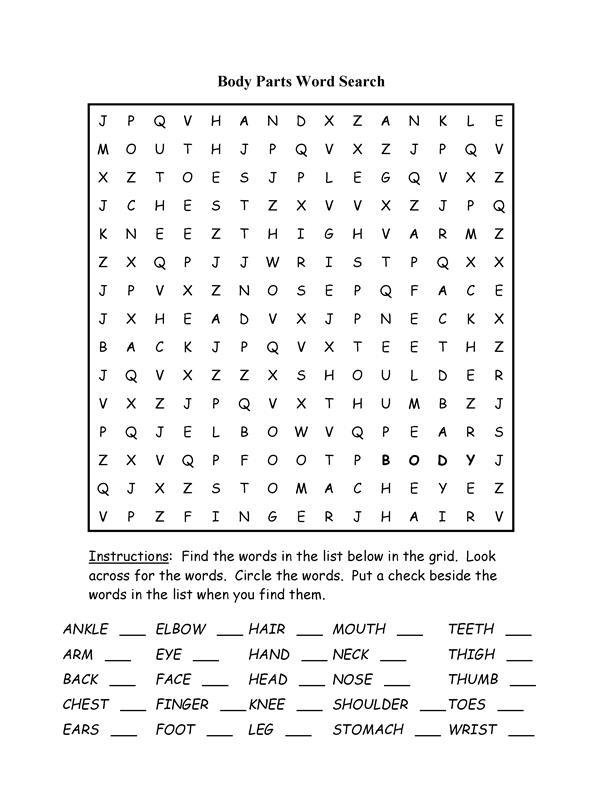 Body Parts Word Search
J P Q V H A N D X Z A N K L E
M O U T H J P Q V X Z J P Q V
X Z T O E S J P L E G Q V X Z
J C H E S T Z X V V X Z J P Q
K N E E Z T H I G H V A R M Z
Z X Q P J J W R I S T P Q X X
J P V X Z N O S E P Q F A C E
J X H E A D V X J P N E C K X
B A C K J P Q V X T E E T H Z
J Q V X Z Z X S H O U L D E R
V X Z J P Q V X T H U M B Z J
P Q J E L B O W V Q P E A R S
Z X V Q P F O O T P B O D Y J
Q J X Z S T O M A C H E Y E Z
V P Z F I N G E R J H A I R V
Instructions: Find the words in the list below in the grid. Look
across for the words. Circle the words. Put a check beside the
words in the list when you find them.
ANKLE ___ ELBOW ___ HAIR ___ MOUTH ___ TEETH ___
ARM ___ EYE ___ HAND ___ NECK ___ THIGH ___
BACK ___ FACE ___ HEAD ___ NOSE ___ THUMB ___
CHEST ___ FINGER ___ KNEE ___ SHOULDER ___ TOES ___
EARS ___ FOOT ___ LEG ___ STOMACH ___ WRIST ___